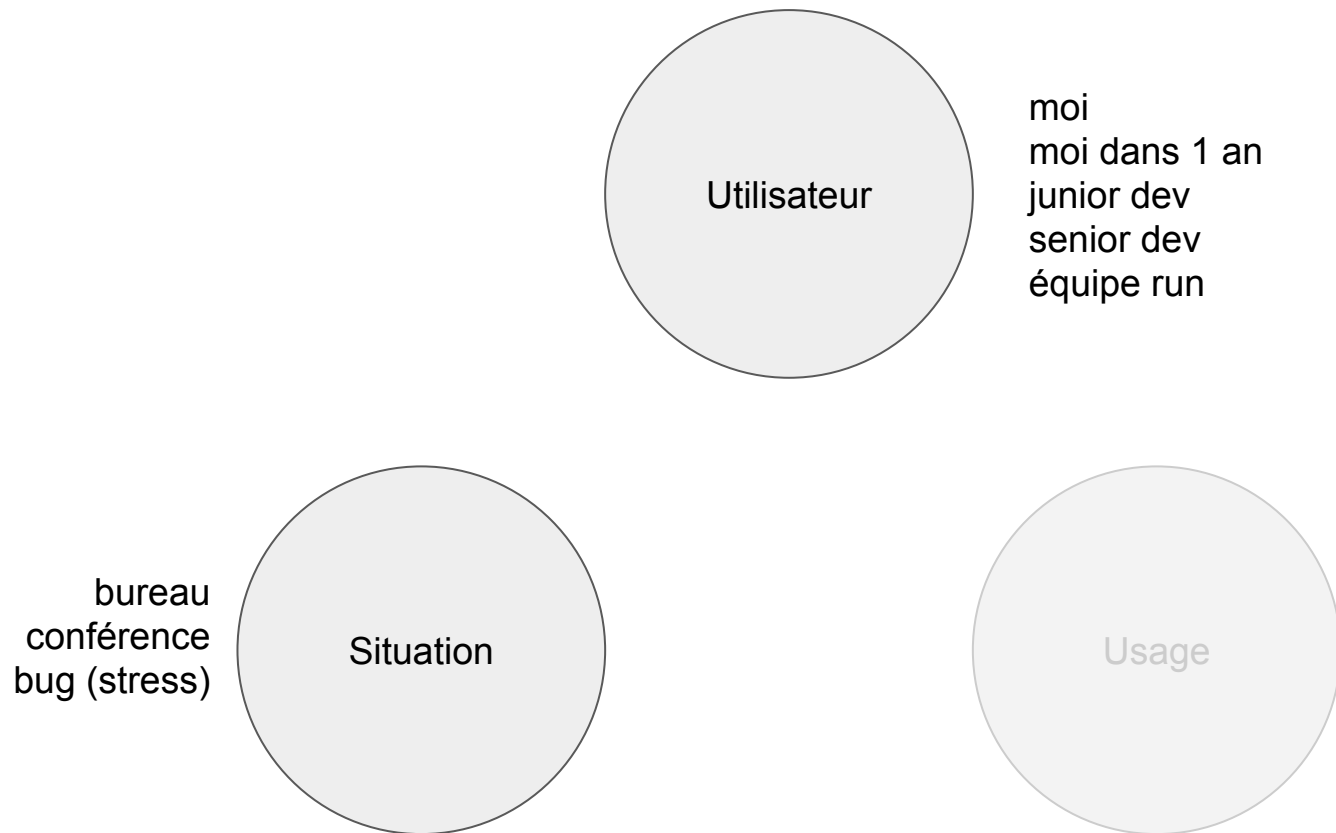 Utilisateur
moi
moi dans 1 an
junior dev
senior dev
équipe run
bureau
conférence
bug (stress)
Situation
Usage